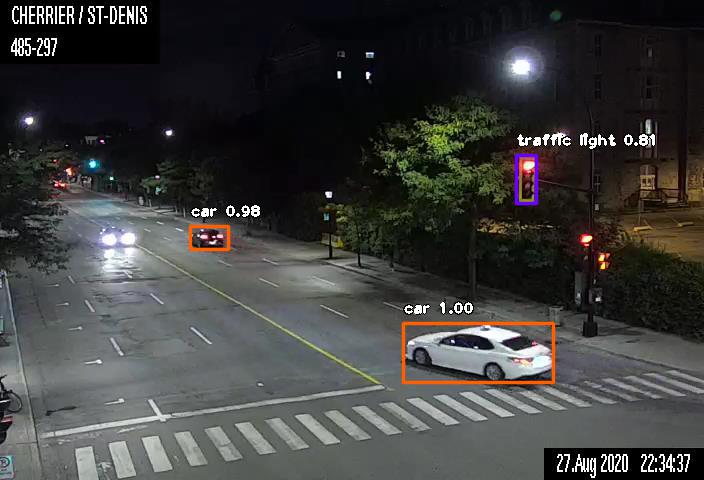 CHERRIER / ST-DENIS
485-297
traffic light 0.81
car 0.98
car 1.00
27.Aug 2020 22:34:37